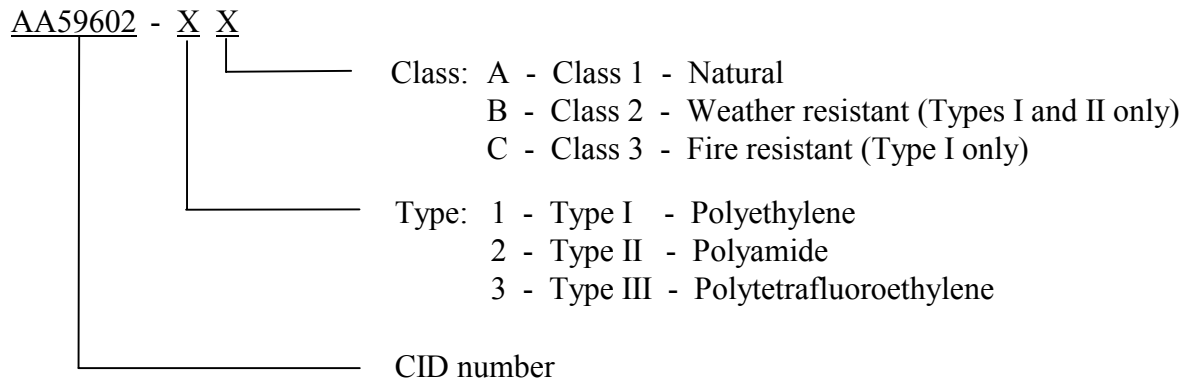 AA59602 - X X
Class: A - Class 1 - Natural
B - Class 2 - Weather resistant (Types I and II only)
C - Class 3 - Fire resistant (Type I only)
Type: 1 - Type I - Polyethylene
2 - Type II - Polyamide
3 - Type III - Polytetrafluoroethylene
CID number